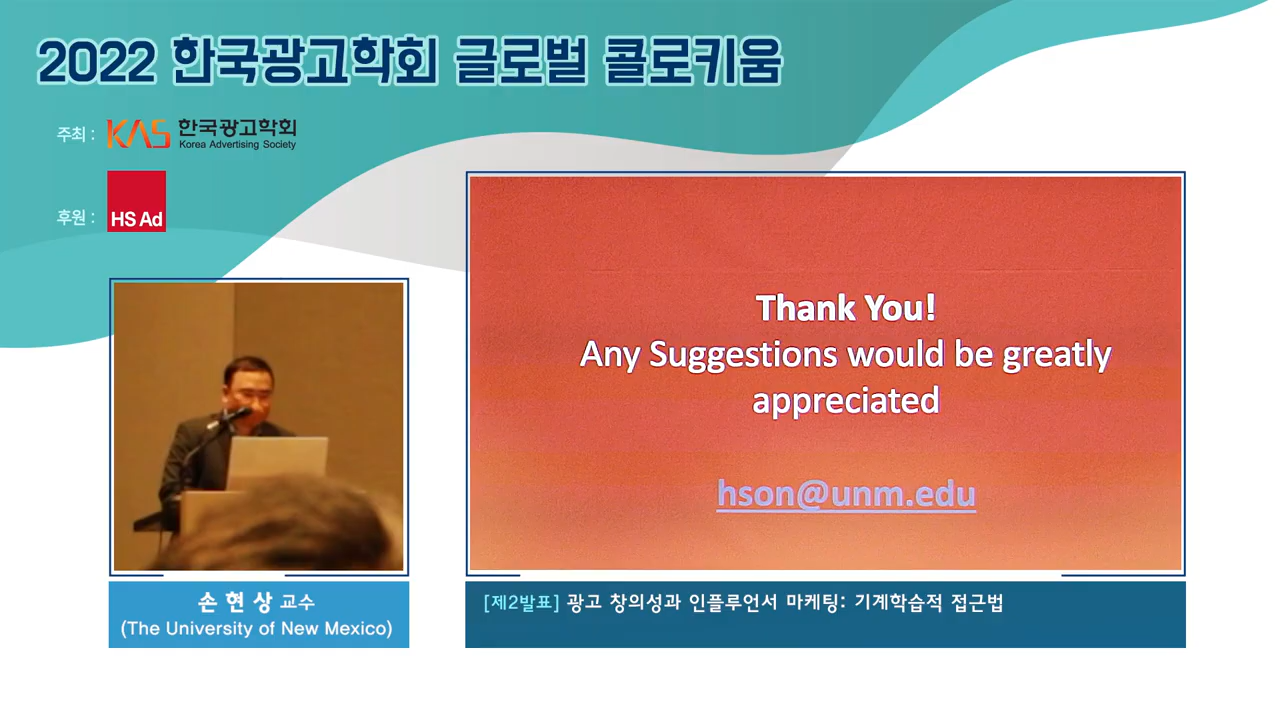 2022 한국광고학회 글로벌 콜로키움
주최 : KAS 한국광고학회
Korea Advertising Society
후원 : HS Ad
Thank You!
Any Suggestions would be greatly
appreciated
hson@unm.edu
손 현 상 교수
(The University of New Mexico)
[제2발표] 광고 창의성과 인플루언서 마케팅: 기계학습적 접근법